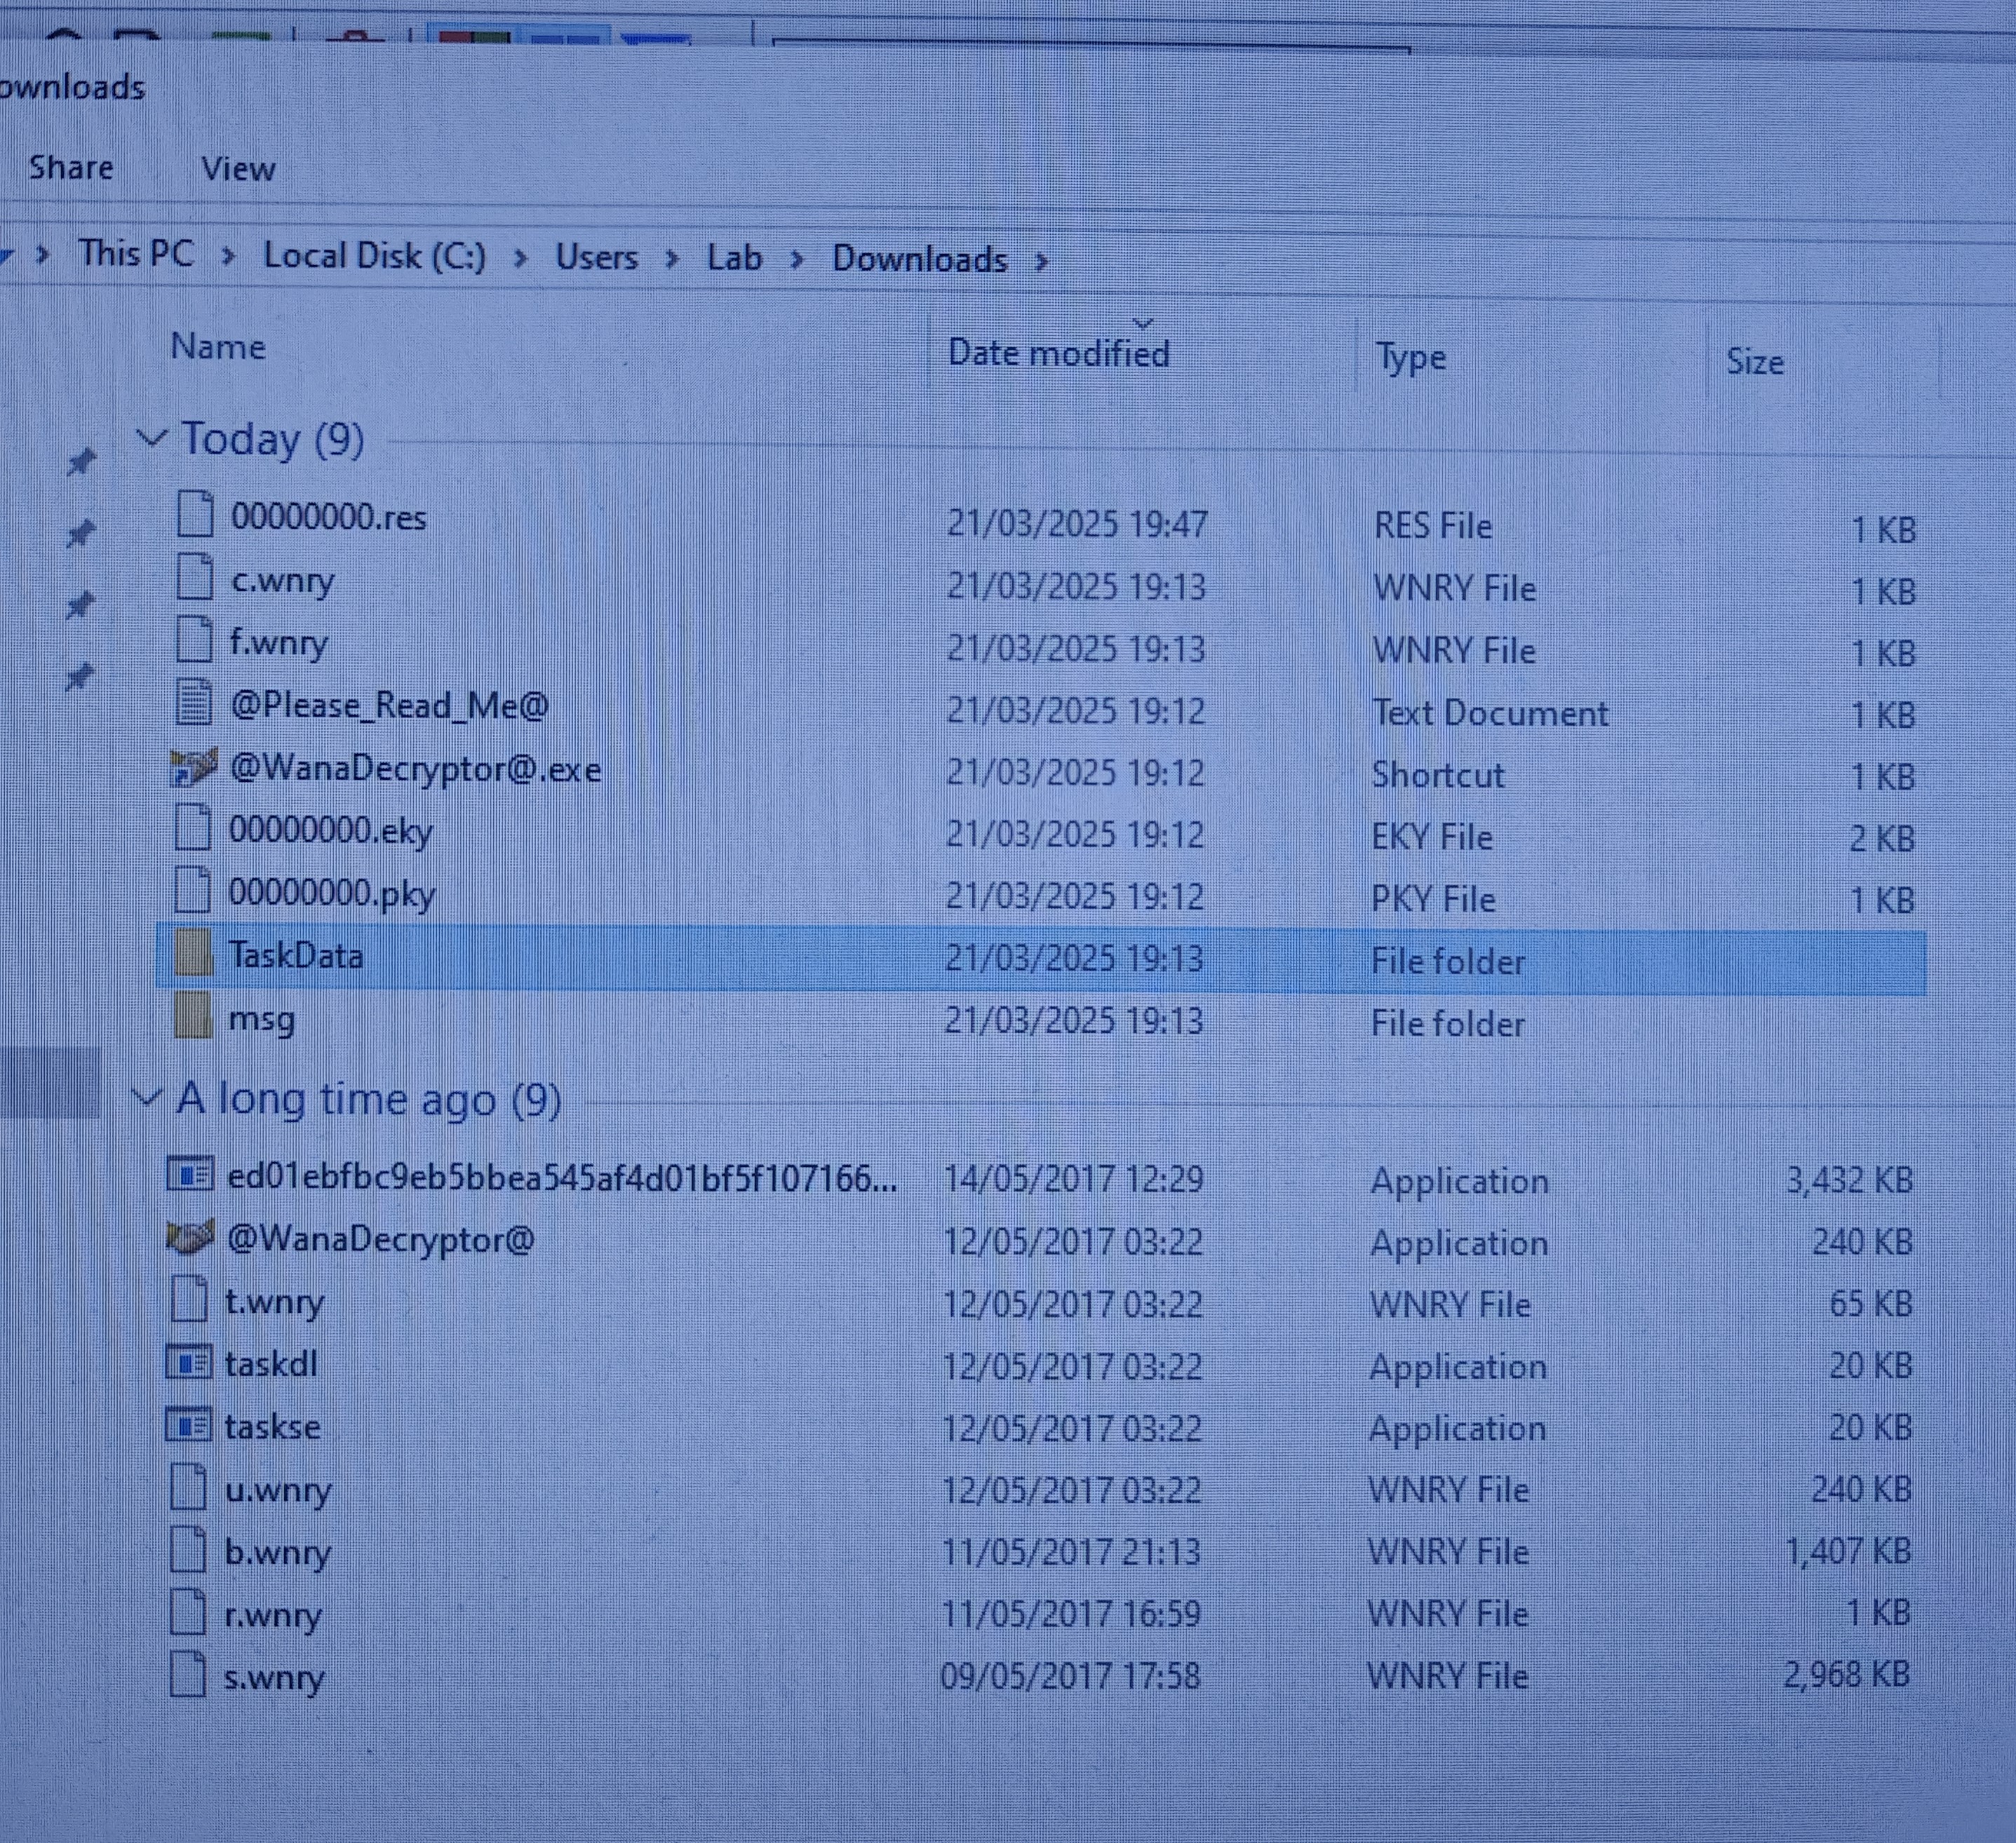 ownloads
Share View
This PC > Local Disk (C:) > Users > Lab > Downloads >
Name Date modified Type Size
Today (9)
00000000.res 21/03/2025 19:47 RES File 1 KB
c.wnry 21/03/2025 19:13 WNRY File 1 KB
f.wnry 21/03/2025 19:13 WNRY File 1 KB
@Please_Read_Me@ 21/03/2025 19:12 Text Document 1 KB
@WanaDecryptor@.exe 21/03/2025 19:12 Shortcut 1 KB
00000000.eky 21/03/2025 19:12 EKY File 2 KB
00000000.pky 21/03/2025 19:12 PKY File 1 KB
TaskData 21/03/2025 19:13 File folder
msg 21/03/2025 19:13 File folder
A long time ago (9)
ed01ebfbc9eb5bbea545af4d01bf5f107166... 14/05/2017 12:29 Application 3,432 KB
@WanaDecryptor@ 12/05/2017 03:22 Application 240 KB
t.wnry 12/05/2017 03:22 WNRY File 65 KB
taskdl 12/05/2017 03:22 Application 20 KB
taskse 12/05/2017 03:22 Application 20 KB
u.wnry 12/05/2017 03:22 WNRY File 240 KB
b.wnry 11/05/2017 21:13 WNRY File 1,407 KB
r.wnry 11/05/2017 16:59 WNRY File 1 KB
s.wnry 09/05/2017 17:58 WNRY File 2,968 KB